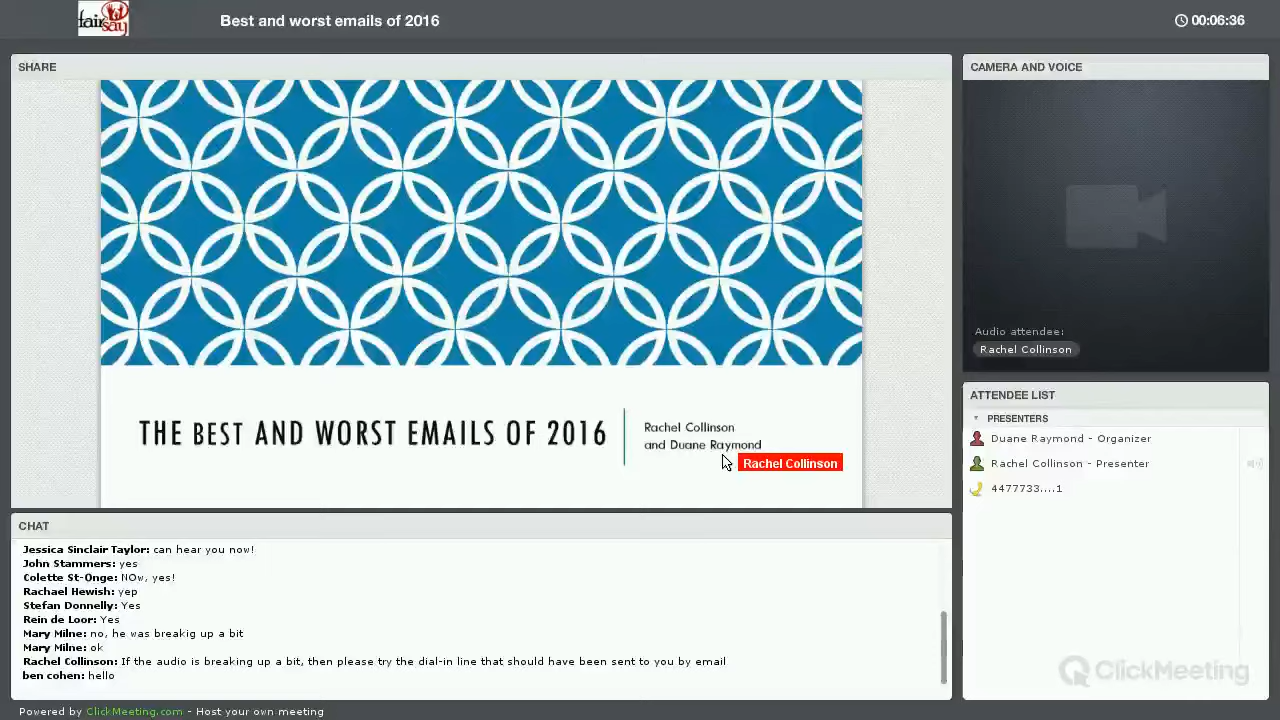 fair
say
Best and worst emails of 2016
00:06:36
SHARE
THE BEST AND WORST EMAILS OF 2016
Rachel Collinson
and Duane Raymond
Rachel Collinson
CAMERA AND VOICE
Audio attendee:
Rachel Collinson
ATTENDEE LIST
PRESENTERS
Duane Raymond - Organizer
Rachel Collinson - Presenter
4477733....1
ClickMeeting
CHAT
Jessica Sinclair Taylor: can hear you now!
John Stammers: yes
Colette St-Onge: NOw, yes!
Rachael Hewish: yep
Stefan Donnelly: Yes
Rein de Loor: Yes
Mary Milne: no, he was breakig up a bit
Mary Milne: ok
Rachel Collinson: If the audio is breaking up a bit, then please try the dial-in line that should have been sent to you by email
ben cohen: hello
Powered by ClickMeeting.com - Host your own meeting